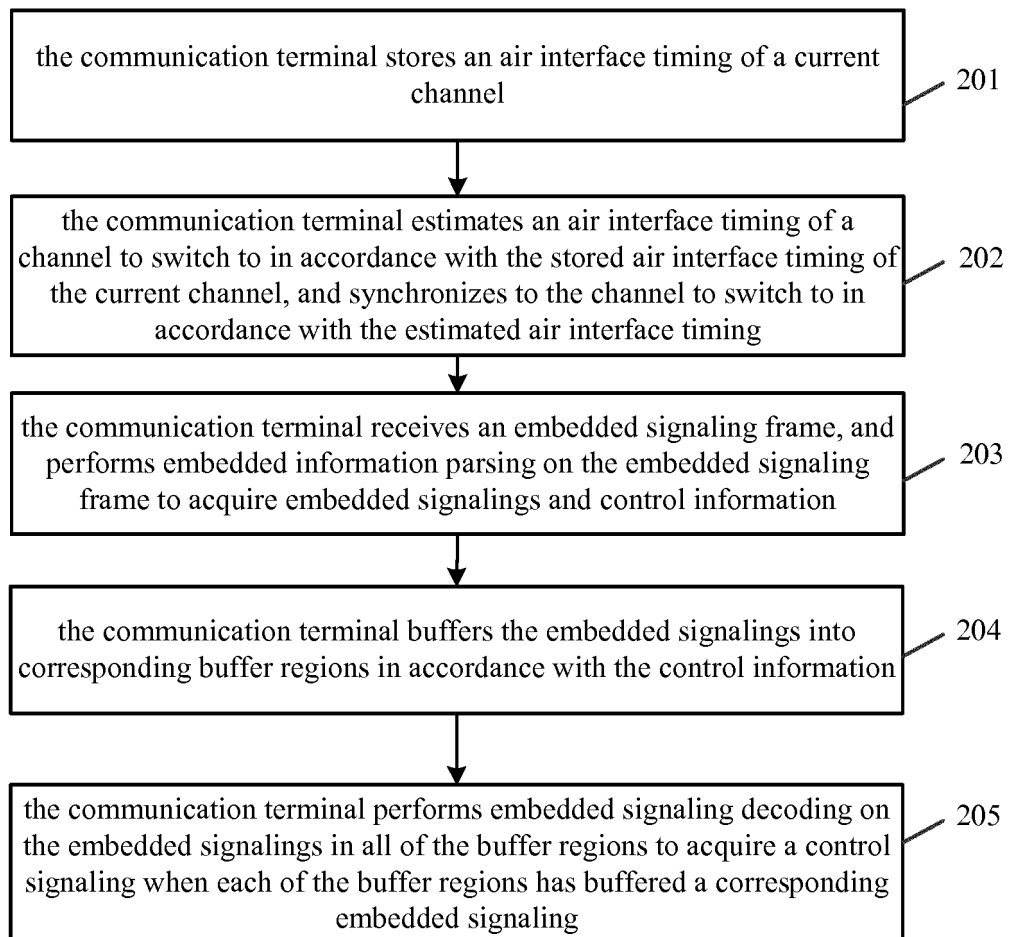 the communication terminal stores an air interface timing of a current
channel
201
the communication terminal estimates an air interface timing of a
channel to switch to in accordance with the stored air interface timing of
the current channel, and synchronizes to the channel to switch to in
accordance with the estimated air interface timing
202
the communication terminal receives an embedded signaling frame, and
performs embedded information parsing on the embedded signaling
frame to acquire embedded signalings and control information
203
the communication terminal buffers the embedded signalings into
corresponding buffer regions in accordance with the control information
204
the communication terminal performs embedded signaling decoding on
the embedded signalings in all of the buffer regions to acquire a control
signaling when each of the buffer regions has buffered a corresponding
embedded signaling
205